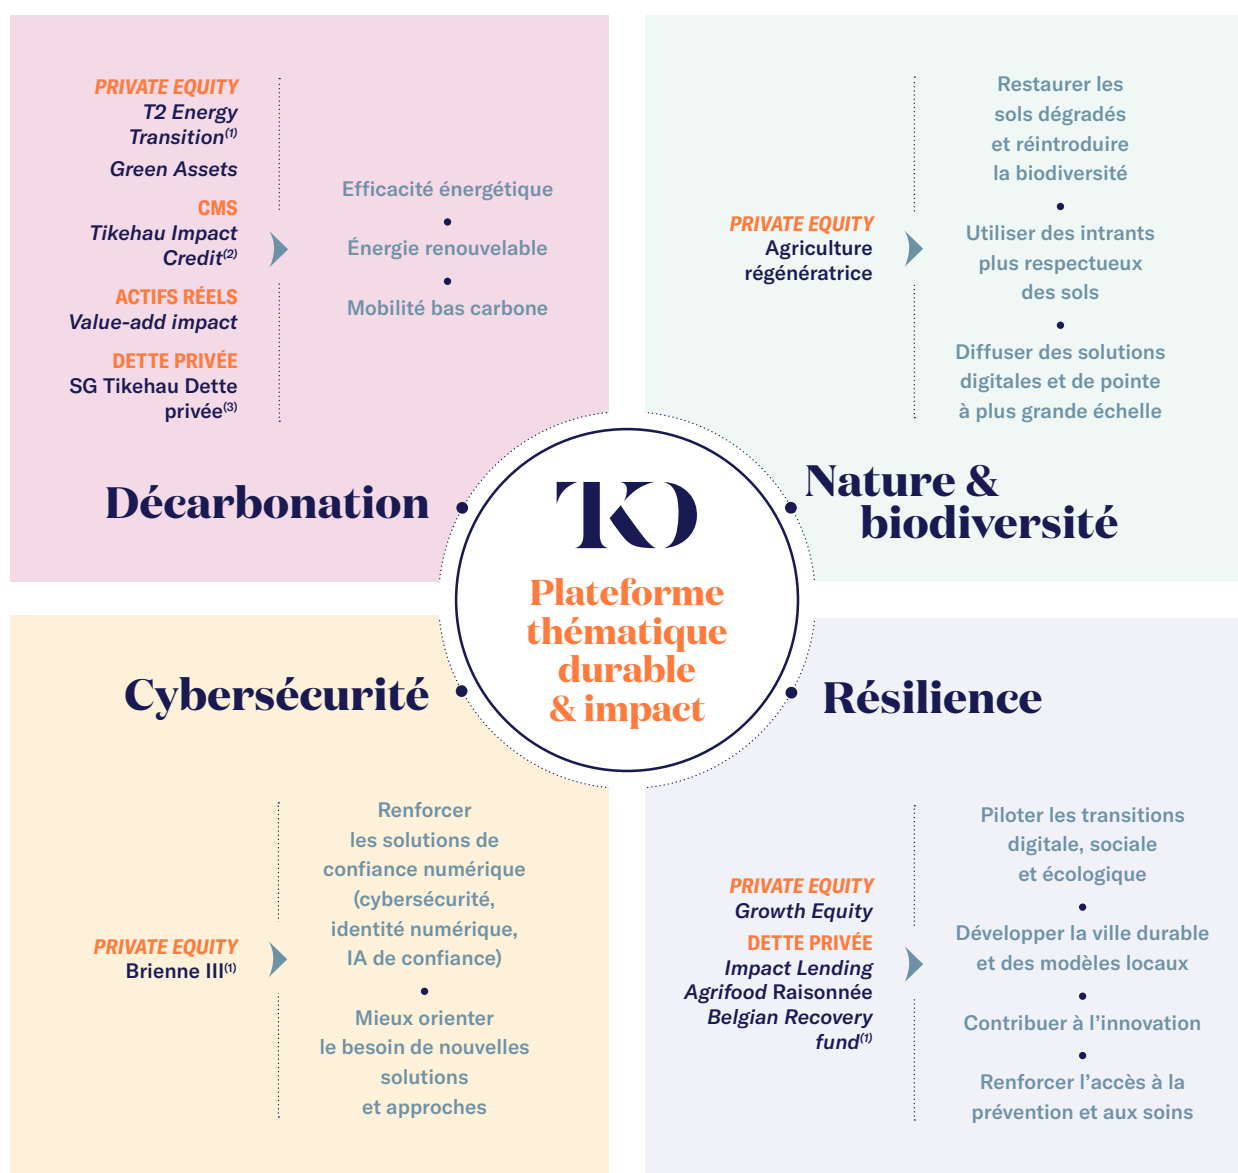 PRIVATE EQUITY
T2 Energy
Transition(1)
Green Assets
CMS
Tikehau Impact
Credit(2)
ACTIFS RÉELS
Value-add impact
DETTE PRIVÉE
SG Tikehau Dette
privée(3)
Efficacité énergétique
•
Énergie renouvelable
•
Mobilité bas carbone
Décarbonation
PRIVATE EQUITY
Agriculture
régénératrice
Restaurer les
sols dégradés
et réintroduire
la biodiversité
•
Utiliser des intrants
plus respectueux
des sols
•
Diffuser des solutions
digitales et de pointe
à plus grande échelle
Nature &
biodiversité
TKO
Plateforme
thématique
durable
& impact
Cybersécurité
PRIVATE EQUITY
Brienne III(1)
Renforcer
les solutions de
confiance numérique
(cybersécurité,
identité numérique,
IA de confiance)
•
Mieux orienter
le besoin de nouvelles
solutions
et approches
Résilience
PRIVATE EQUITY
Growth Equity
DETTE PRIVÉE
Impact Lending
Agrifood Raisonnée
Belgian Recovery
fund(1)
Piloter les transitions
digitale, sociale
et écologique
•
Développer la ville durable
et des modèles locaux
•
Contribuer à l'innovation
•
Renforcer l'accès à la
prévention et aux soins